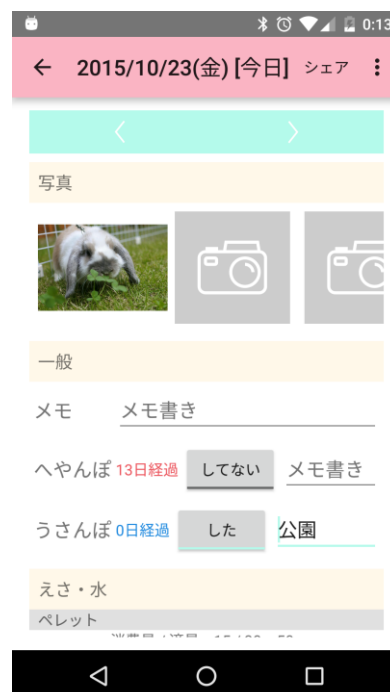 0:13
2015/10/23(金) [今日] シェア
写真
一般
メモ メモ書き
へやんぽ 13日経過 してない メモ書き
うさんぽ 0日経過 した 公園
えさ・水
ペレット